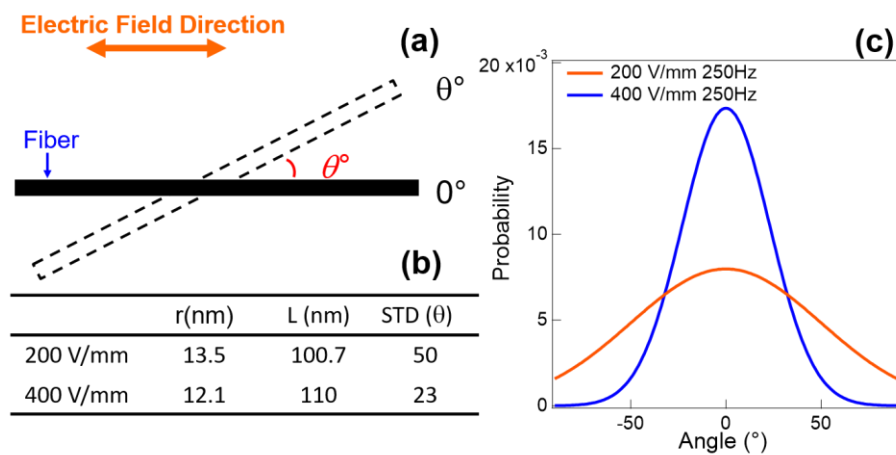 Electric Field Direction
(a)
θ°
Fiber
θ°
0°
(b)
r(nm) L (nm) STD (θ)
200 V/mm 13.5 100.7 50
400 V/mm 12.1 110 23
(c)
20 x10-3
200 V/mm 250Hz
400 V/mm 250Hz
15
10
5
0
Probability
-50 0 50
Angle (°)